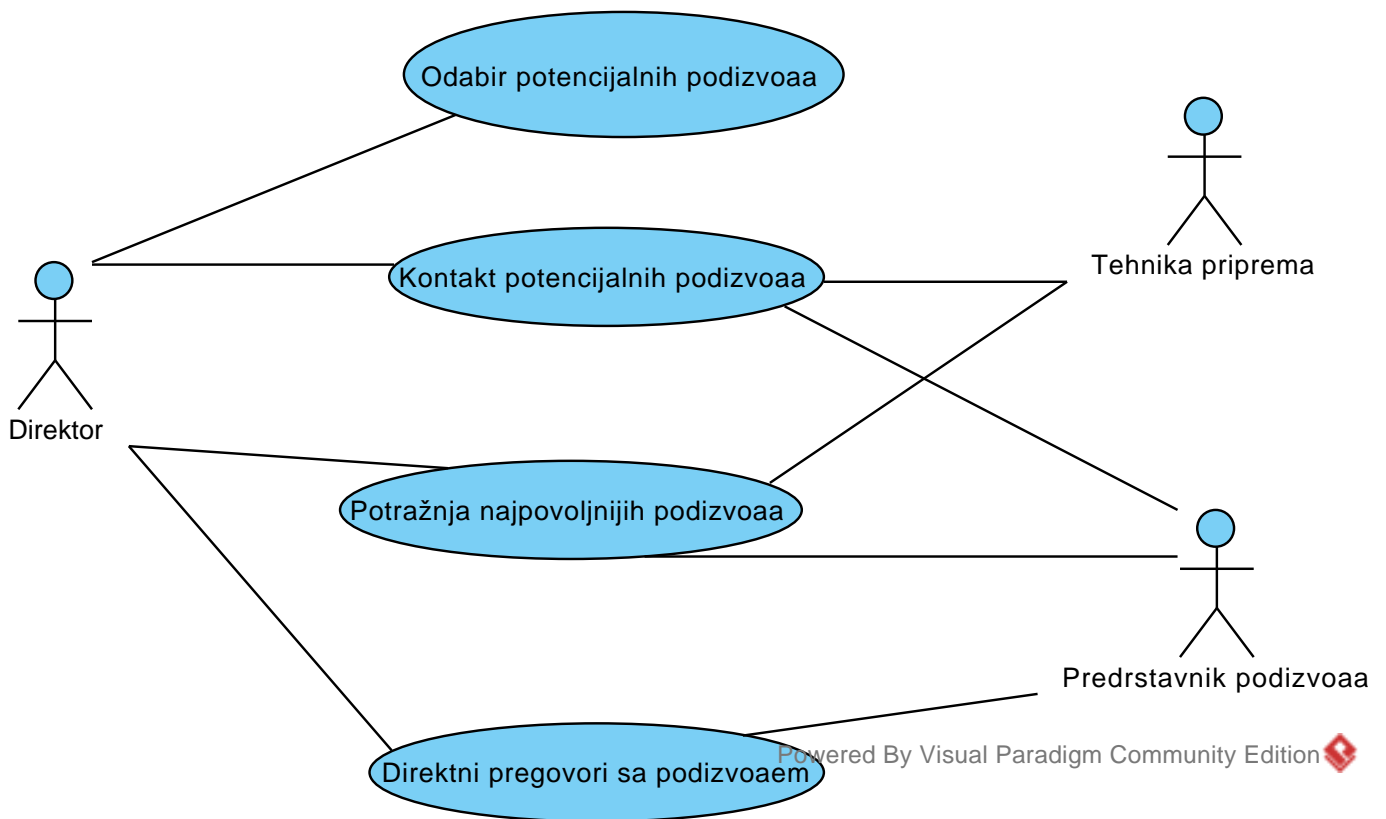 Odabir potencijalnih podizvoaa
Tehnika priprema
Kontakt potencijalnih podizvoaa
Direktor
Potražnja najpovoljnijih podizvoaa
Predrstavnik podizvoaa
Direktni pregovori sa podizvoaem
Powered By Visual Paradigm Community Edition